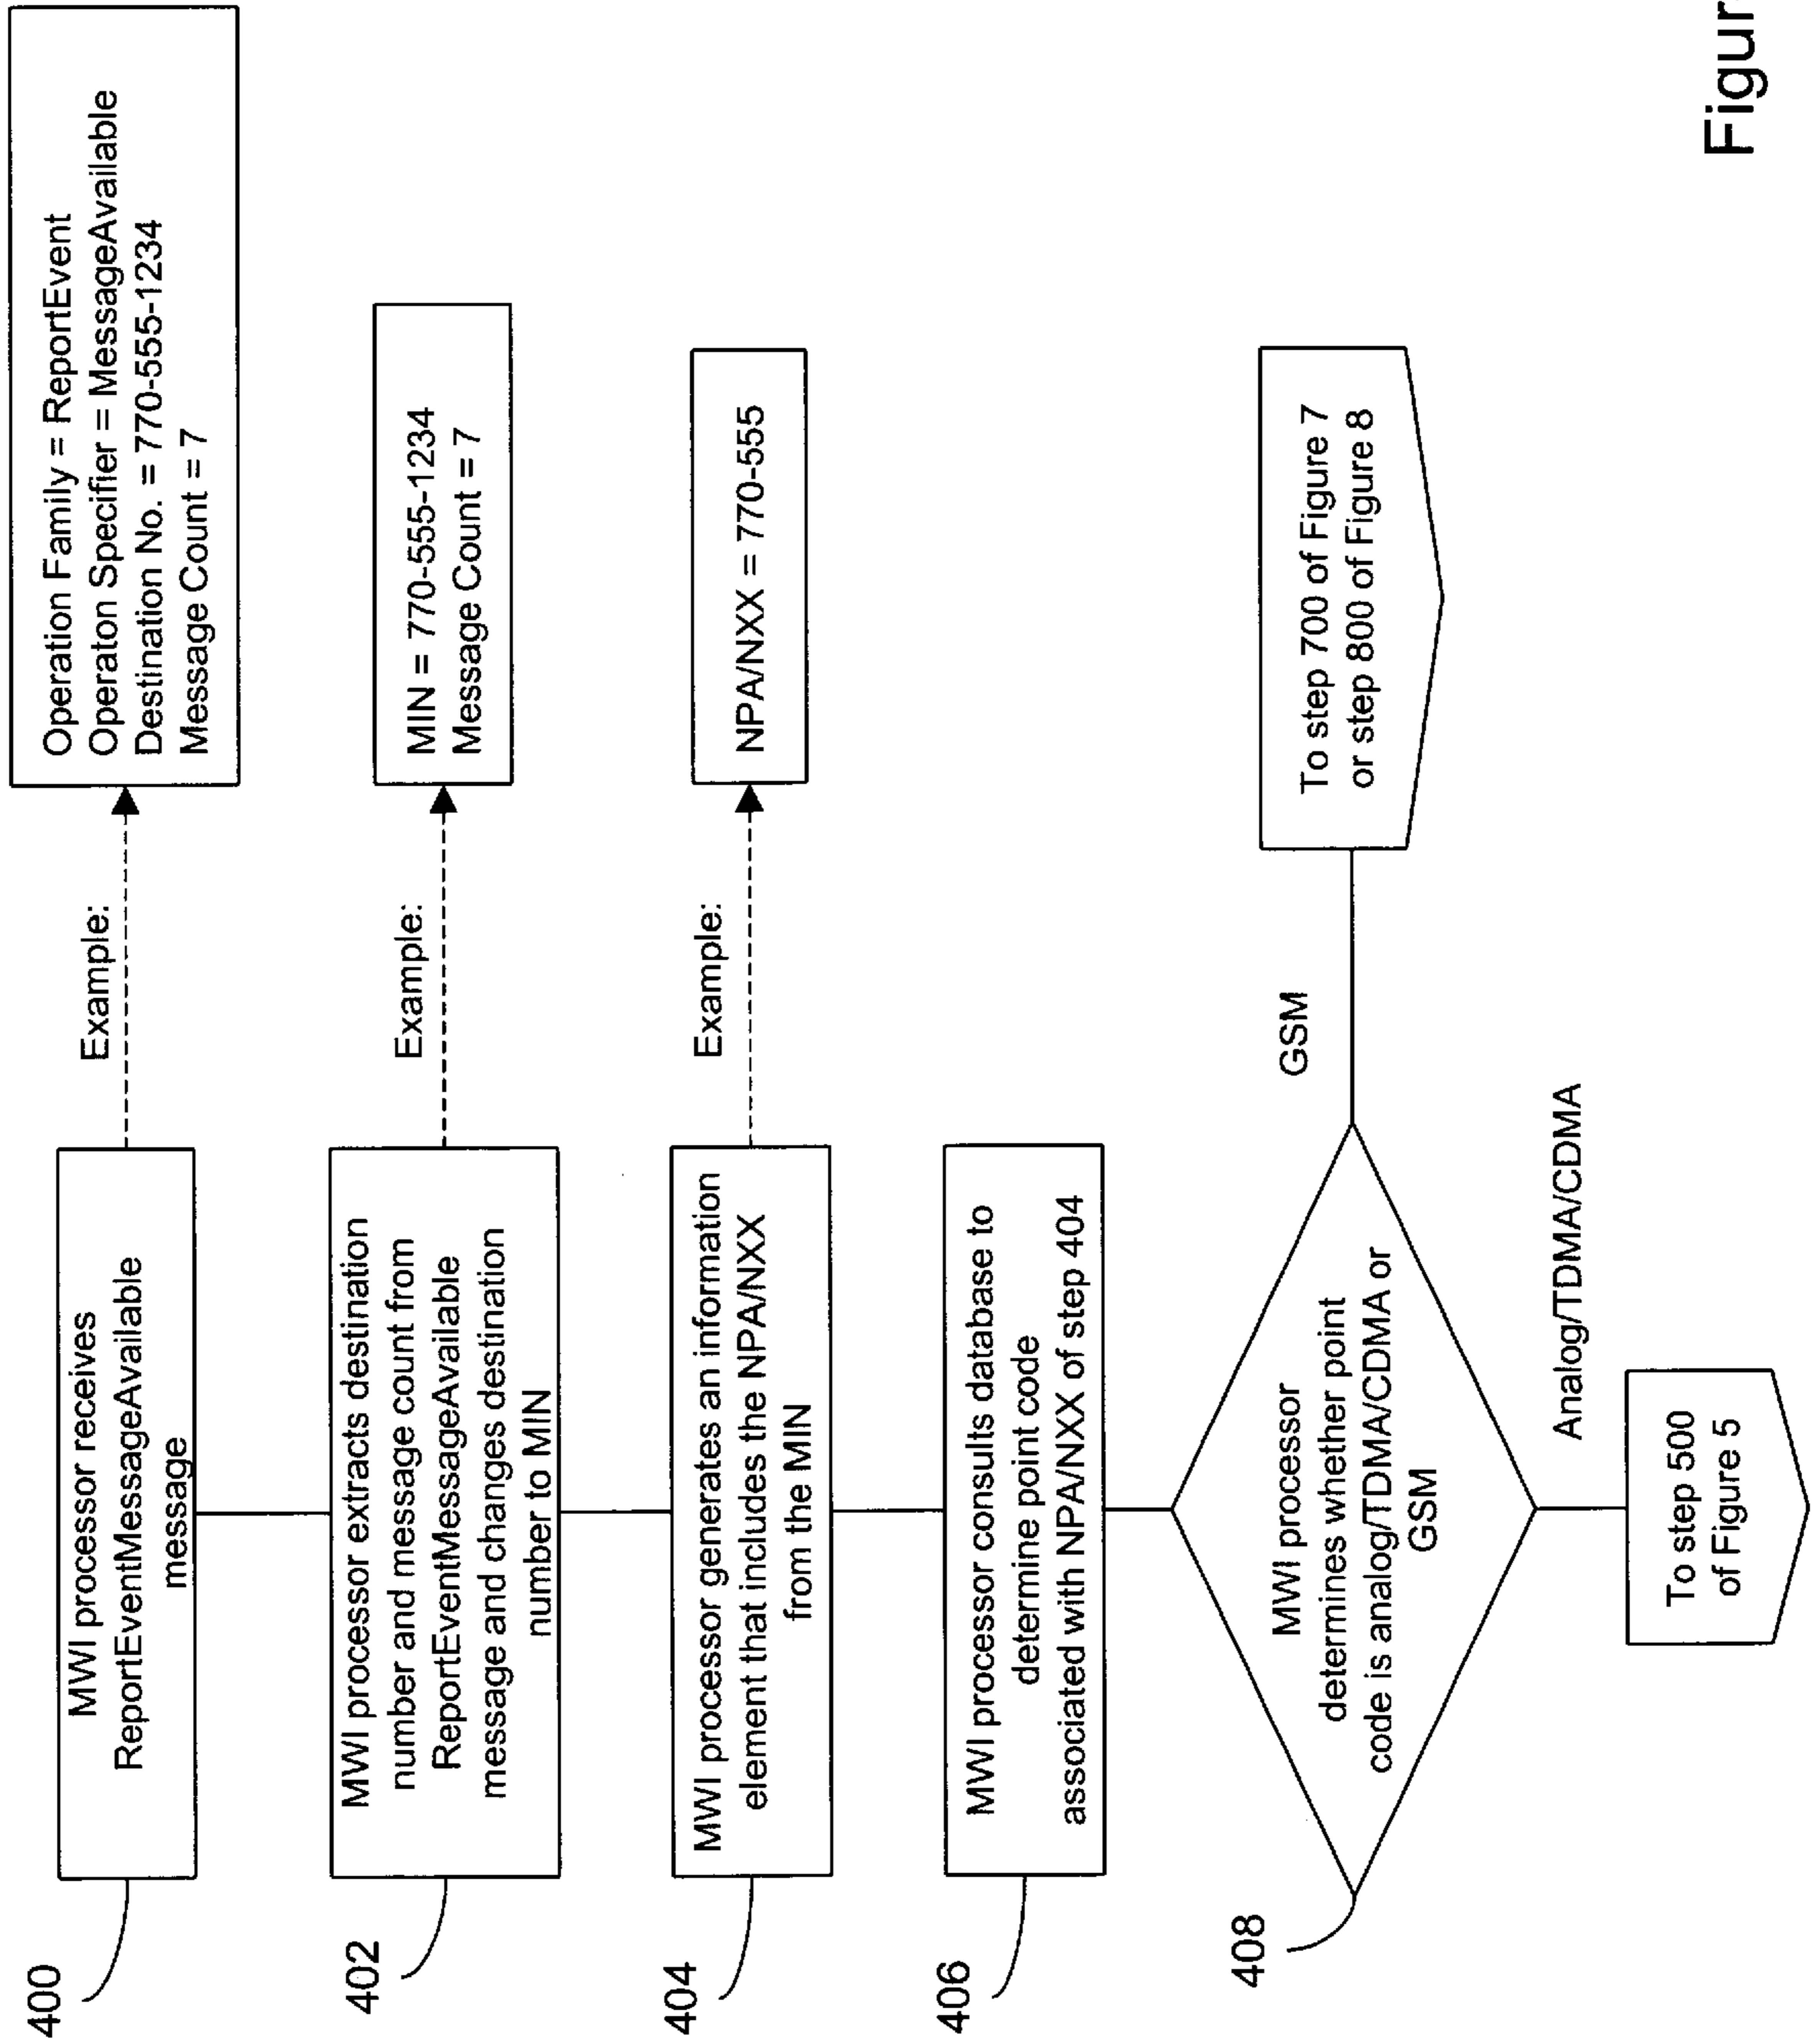 400
MWI processor receives
ReportEventMessageAvailable
message
Example:
Operation Family = ReportEvent
Operaton Specifier = MessageAvailable
Destination No. = 770-555-1234
Message Count = 7
402
MWI processor extracts destination
number and message count from
ReportEventMessageAvailable
message and changes destination
number to MIN
Example:
MIN = 770-555-1234
Message Count = 7
404
MWI processor generates an information
element that includes the NPA/NXX
from the MIN
Example:
NPA/NXX = 770-555
406
MWI processor consults database to
determine point code
associated with NPA/NXX of step 404
408
MWI processor
determines whether point
code is analog/TDMA/CDMA or
GSM
GSM
To step 700 of Figure 7
or step 800 of Figure 8
Analog/TDMA/CDMA
To step 500
of Figure 5
Figur